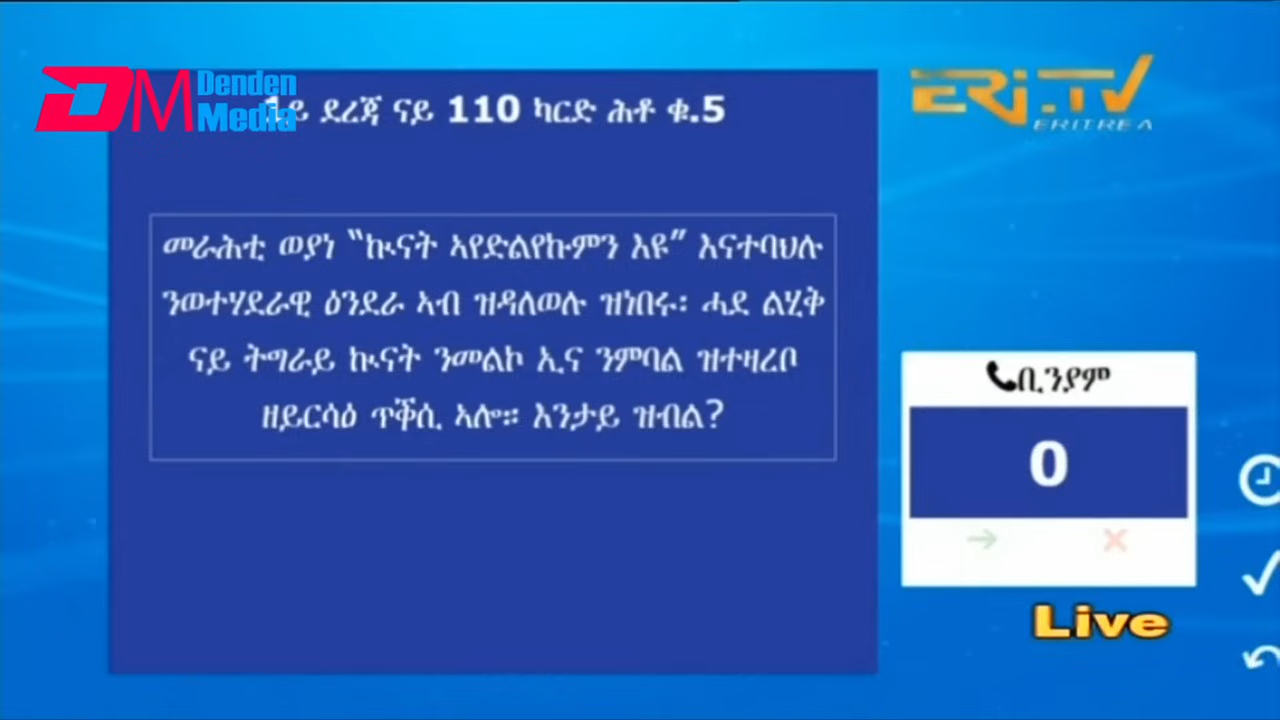 DM Denden Media
1ይ ደረጃ ናይ 110 ካርድ ሕቶ ቁ.5
ERi.TV
ERITREA
መራሕቲ ወያነ “ኲናት ኣየድልየኩምን እዩ” እናተባህሉ
ንወተሃደራዊ ዕንደራ ኣብ ዝዳለወሉ ዝነበሩ፡ ሓደ ልሂቅ
ናይ ትግራይ ኲናት ንመልኮ ኢና ንምባል ዝተዛረቦ
ዘይርሳዕ ጥቕሲ ኣሎ። እንታይ ዝብል?
ቢንያም
0
Live